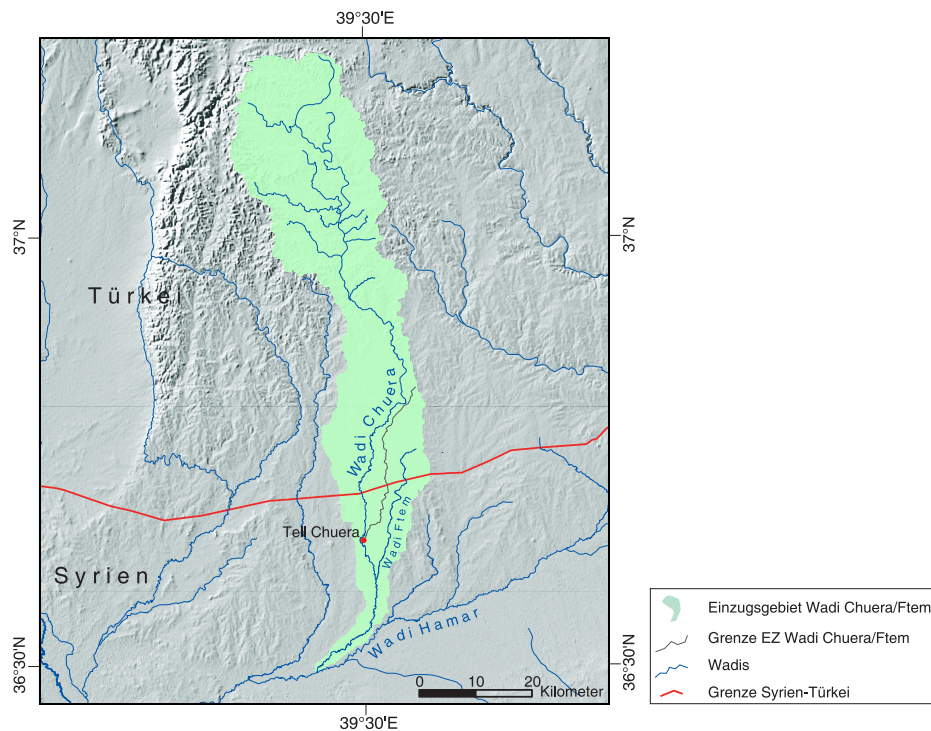 39°30'E
37°N
37°N
Türkei
Wadi Chuera
Tell Chuera
Wadi Ftem
Syrien
Wadi Hamar
36°30'N
36°30'N
0 10 20
Kilometer
39°30'E
Einzugsgebiet Wadi Chuera/Ftem
Grenze EZ Wadi Chuera/Ftem
Wadis
Grenze Syrien-Türkei